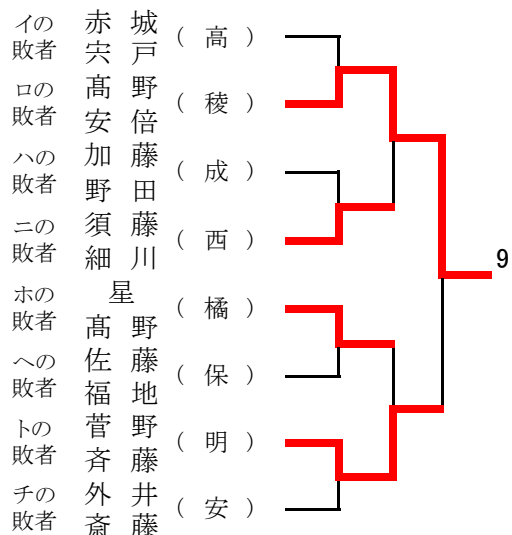 イの敗者 赤城 宍戸 (高)
ロの敗者 髙野 安倍 (稜)
ハの敗者 加藤 野田 (成)
ニの敗者 須藤 細川 (西)
ホの敗者 星 髙野 (橘)
ヘの敗者 佐藤 福地 (保)
トの敗者 菅野 斉藤 (明)
チの敗者 外井 斎藤 (安)
9